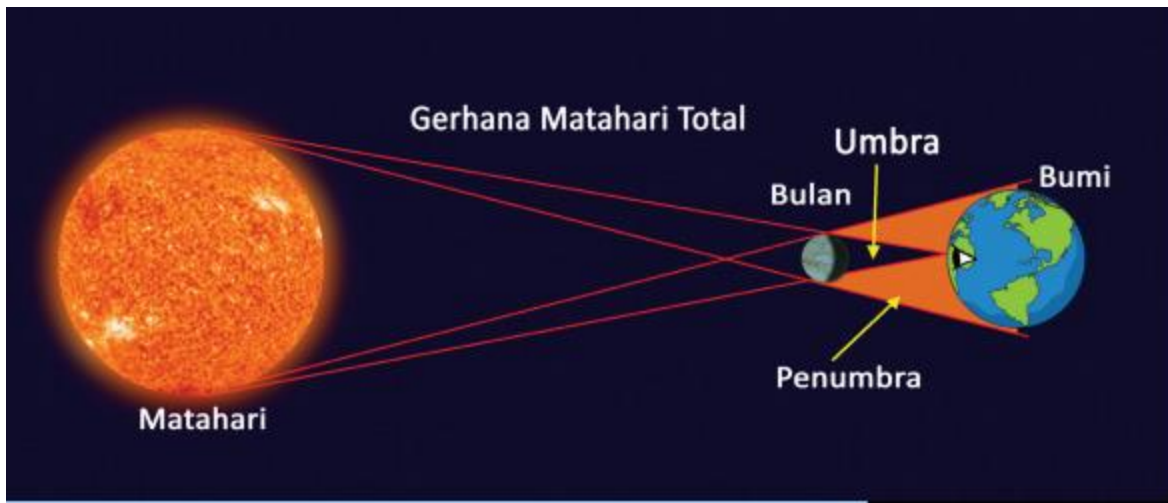 Gerhana Matahari Total
Umbra
Bulan
Bumi
Penumbra
Matahari